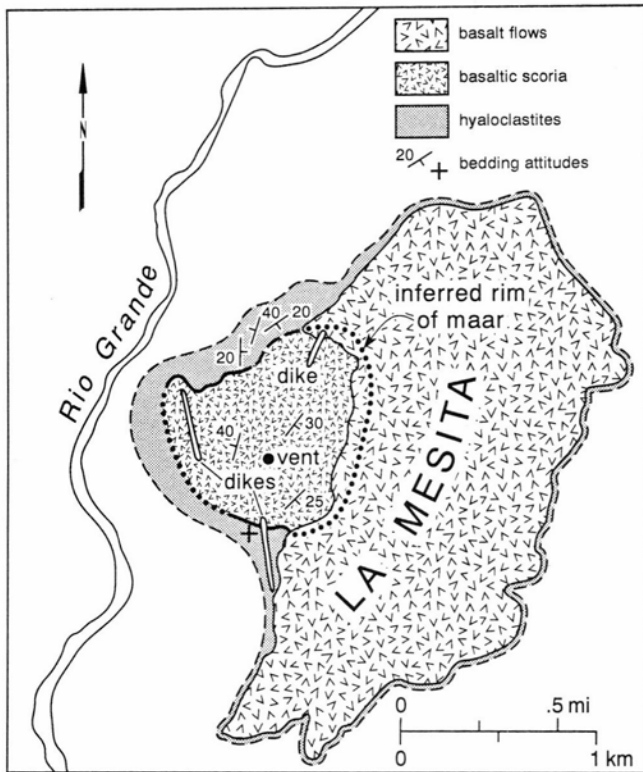 basalt flows
basaltic scoria
hyaloclastites
20
bedding attitudes
N
Rio Grande
inferred rim
of maar
20
40
20
dike
40
30
vent
dikes
25
LA MESITA
0
.5 mi
0
1 km